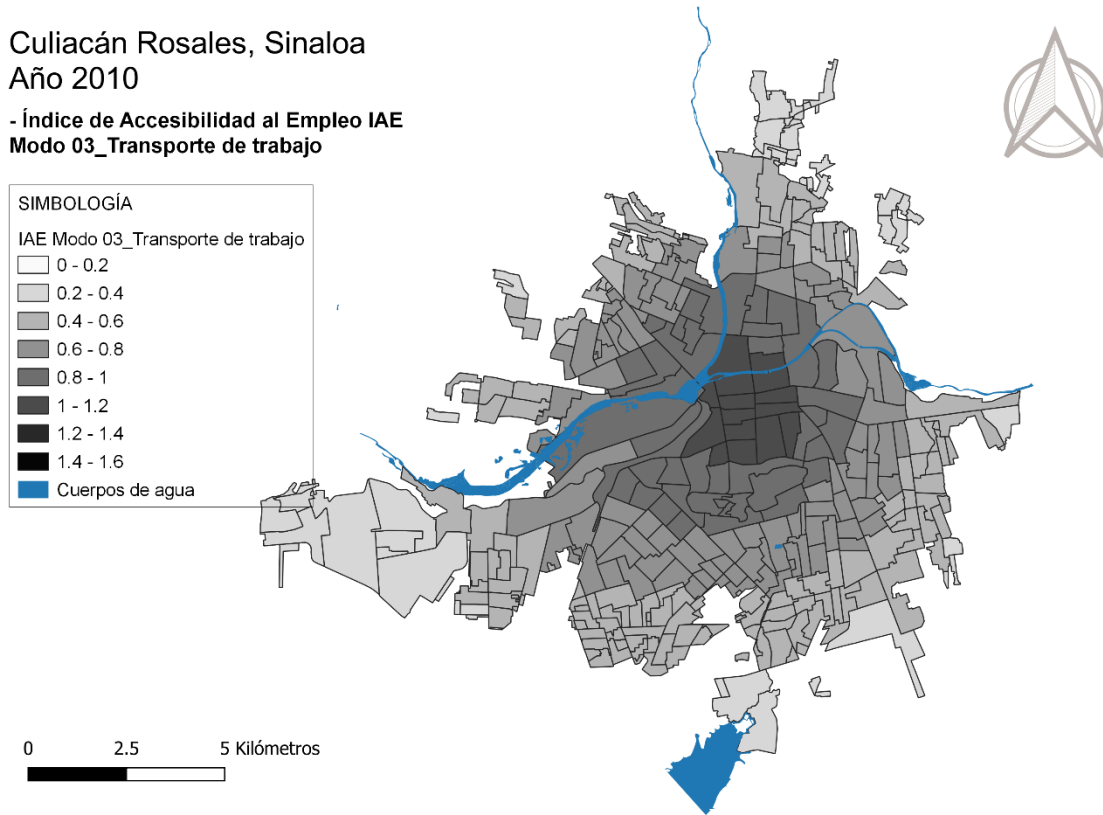 Culiacán Rosales, Sinaloa
Año 2010
- Índice de Accesibilidad al Empleo IAE
Modo 03_Transporte de trabajo
SIMBOLOGÍA
IAE Modo 03_Transporte de trabajo
0 - 0.2
0.2 - 0.4
0.4 - 0.6
0.6 - 0.8
0.8 - 1
1 - 1.2
1.2 - 1.4
1.4 - 1.6
Cuerpos de agua
0 2.5 5 Kilómetros